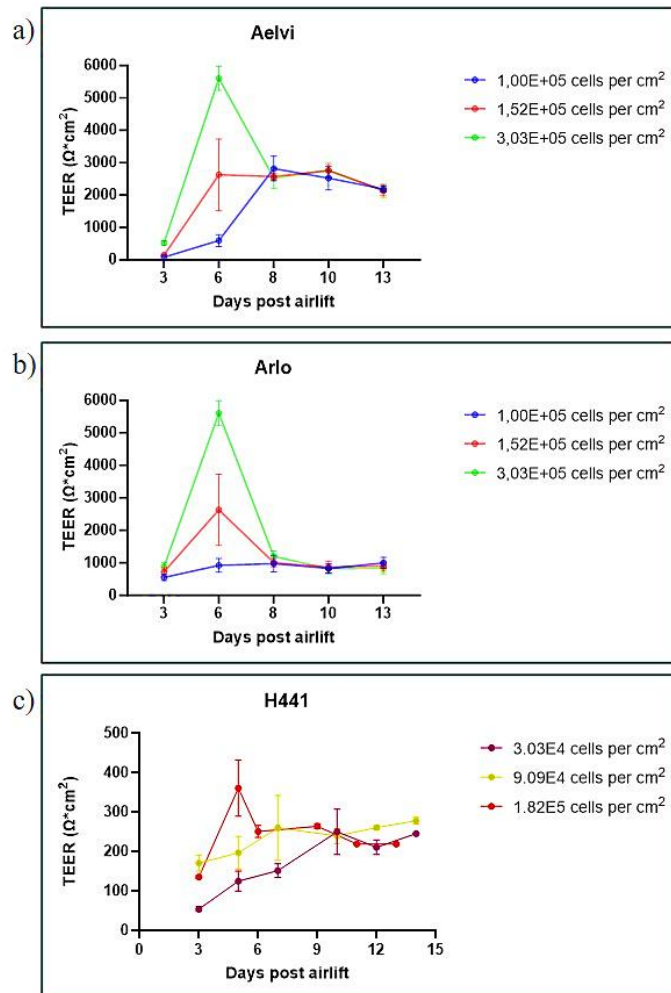 a)
Aelvi
6000
5000
4000
3000
2000
1000
0
TEER (Ω*cm²)
3 6 8 10 13
Days post airlift
1,00E+05 cells per cm²
1,52E+05 cells per cm²
3,03E+05 cells per cm²
b)
Arlo
6000
5000
4000
3000
2000
1000
0
TEER (Ω*cm²)
3 6 8 10 13
Days post airlift
1,00E+05 cells per cm²
1,52E+05 cells per cm²
3,03E+05 cells per cm²
c)
H441
500
400
300
200
100
0
TEER (Ω*cm²)
0 3 6 9 12 15
Days post airlift
3.03E4 cells per cm²
9.09E4 cells per cm²
1.82E5 cells per cm²